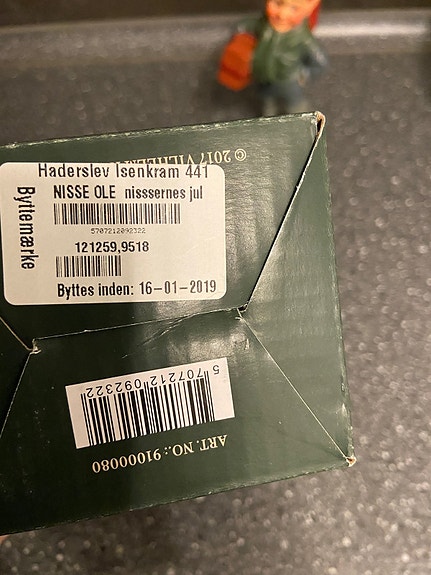 Haderslev Isenkram 441
NISSE OLE nisssernes jul
5707212092322
121259,9518
Byttes inden: 16-01-2019
Byttemærke
© 2017 VILHELM
5 707212 092322
ART. NO.: 91000080